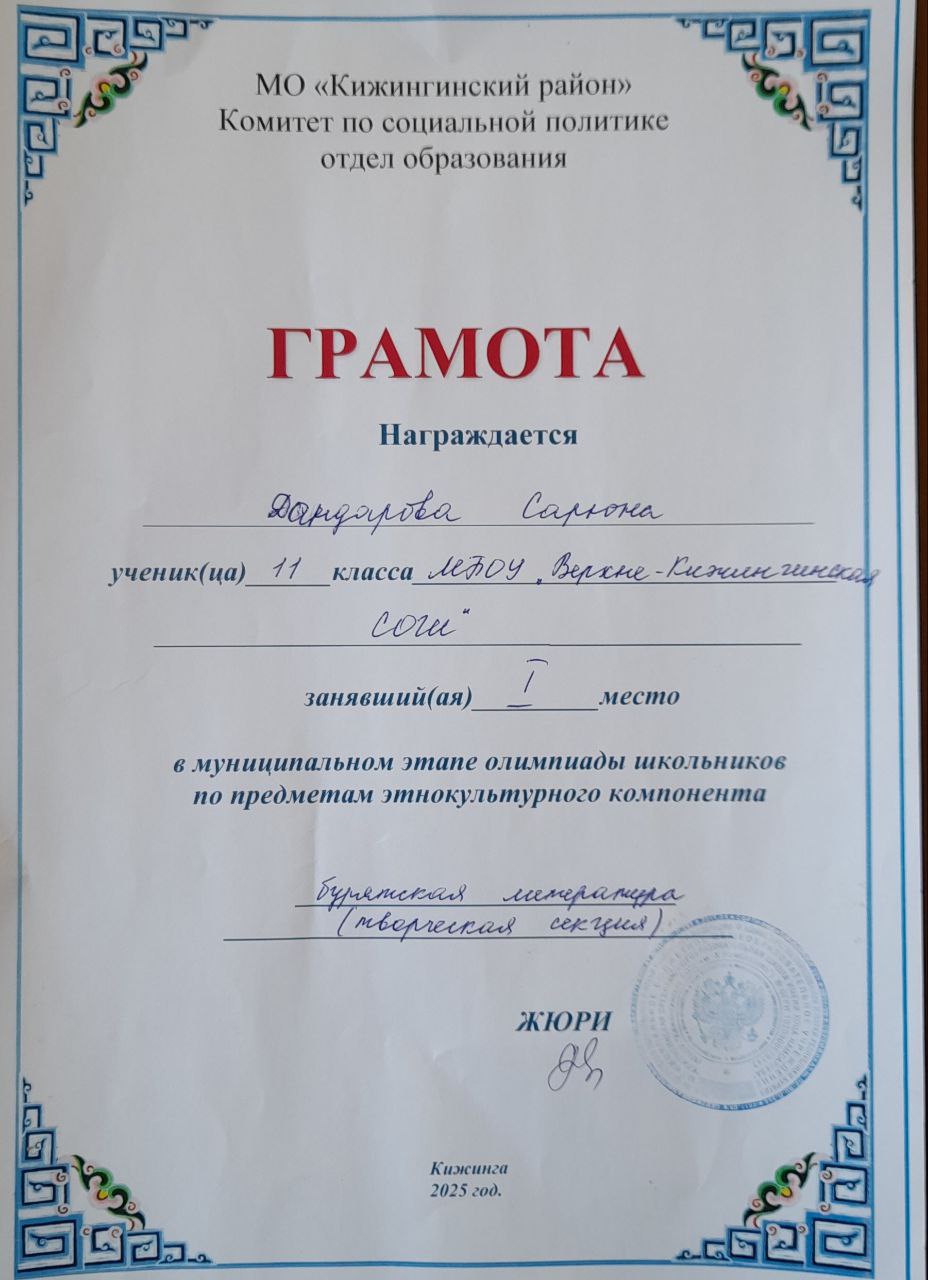 МО «Кижингинский район»
Комитет по социальной политике
отдел образования
ГРАМОТА
Награждается
Дандарова Сарюна
ученик(ца) 11 класса МБОУ „Верхне-Кижингинская
СОШ"
занявший(ая) I место
в муниципальном этапе олимпиады школьников
по предметам этнокультурного компонента
бурятская литература
(творческая секция)
ЖЮРИ
Кижинга
2025 год.